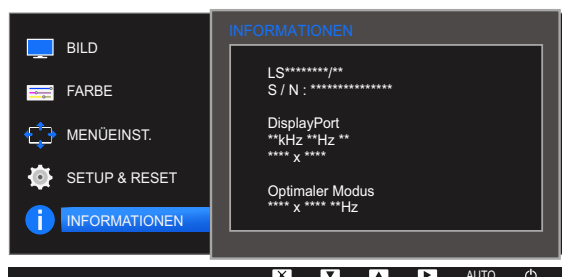 BILD
FARBE
MENÜEINST.
SETUP & RESET
INFORMATIONEN
INFORMATIONEN
LS********/**
S / N : ***************
DisplayPort
**kHz **Hz **
**** x ****
Optimaler Modus
**** x **** **Hz
AUTO